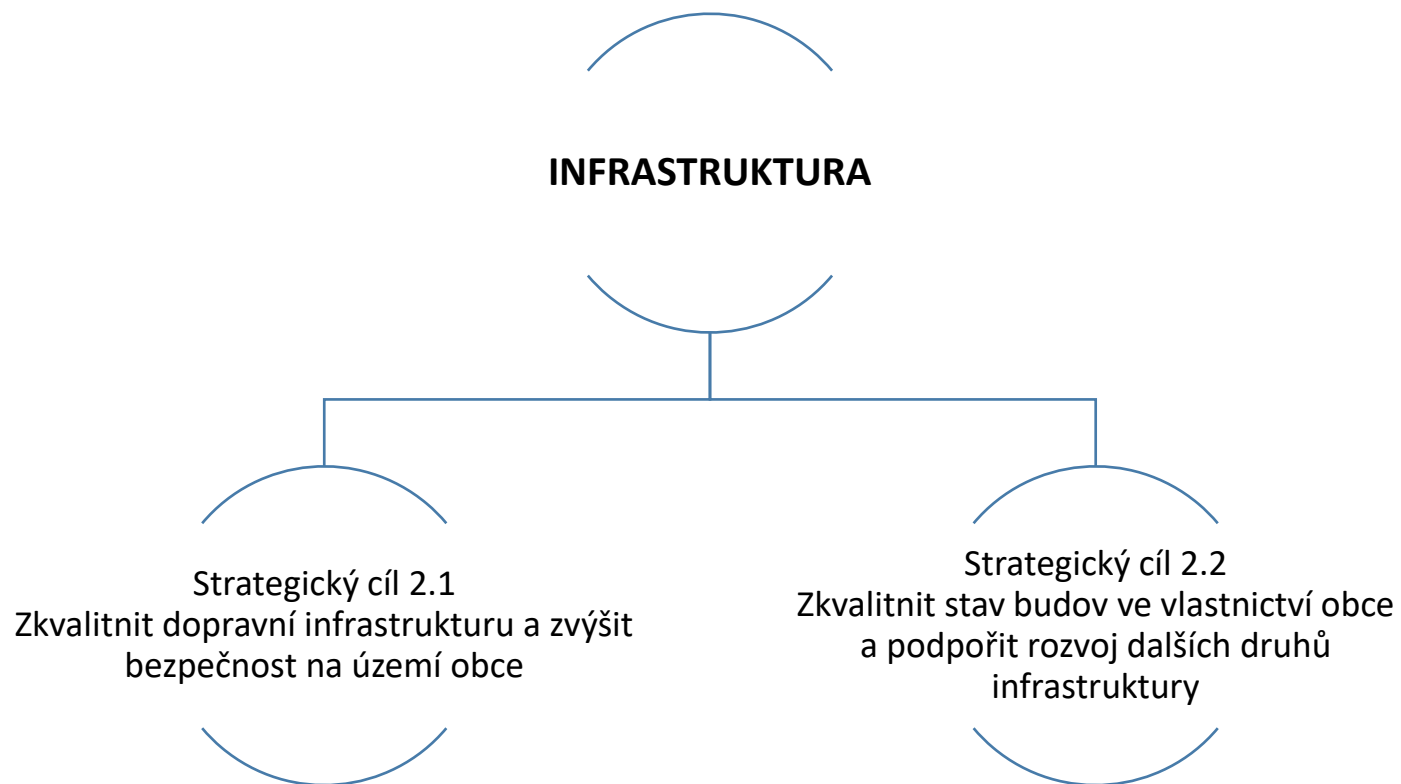 INFRASTRUKTURA
Strategický cíl 2.1
Zkvalitnit dopravní infrastrukturu a zvýšit
bezpečnost na území obce
Strategický cíl 2.2
Zkvalitnit stav budov ve vlastnictví obce
a podpořit rozvoj dalších druhů
infrastruktury